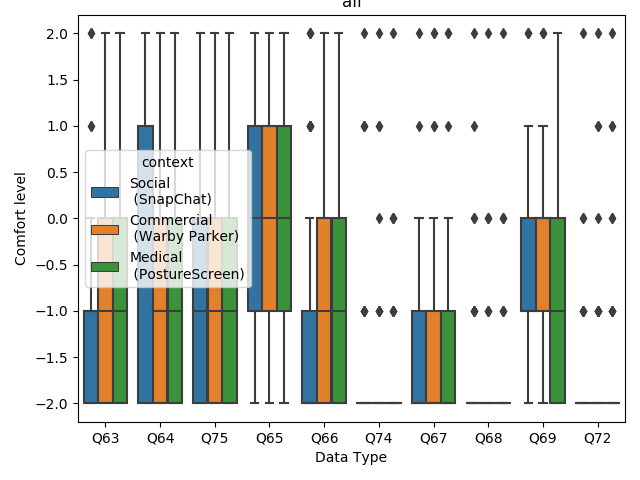 all
2.0
1.5
1.0
0.5
0.0
−0.5
−1.0
−1.5
−2.0
Comfort level
context
Social
(SnapChat)
Commercial
(Warby Parker)
Medical
(PostureScreen)
Q63 Q64 Q75 Q65 Q66 Q74 Q67 Q68 Q69 Q72
Data Type